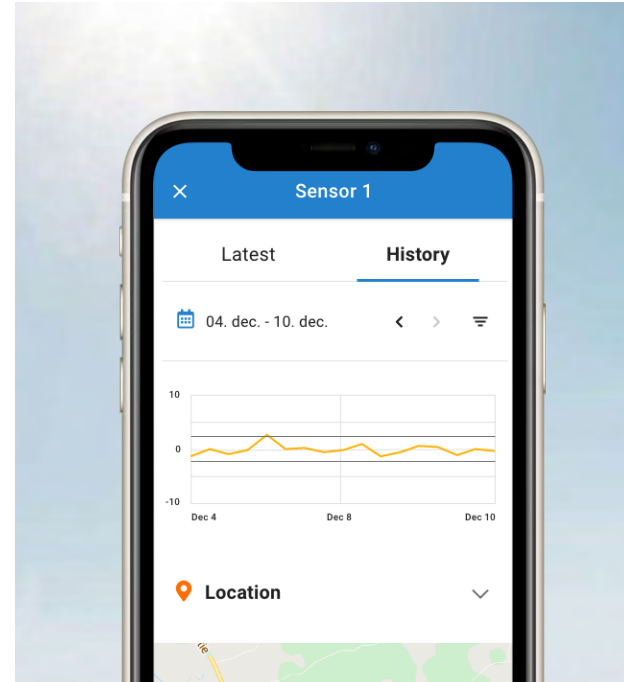 Sensor 1
Latest History
04. dec. - 10. dec.
10
0
-10
Dec 4 Dec 8 Dec 10
Location